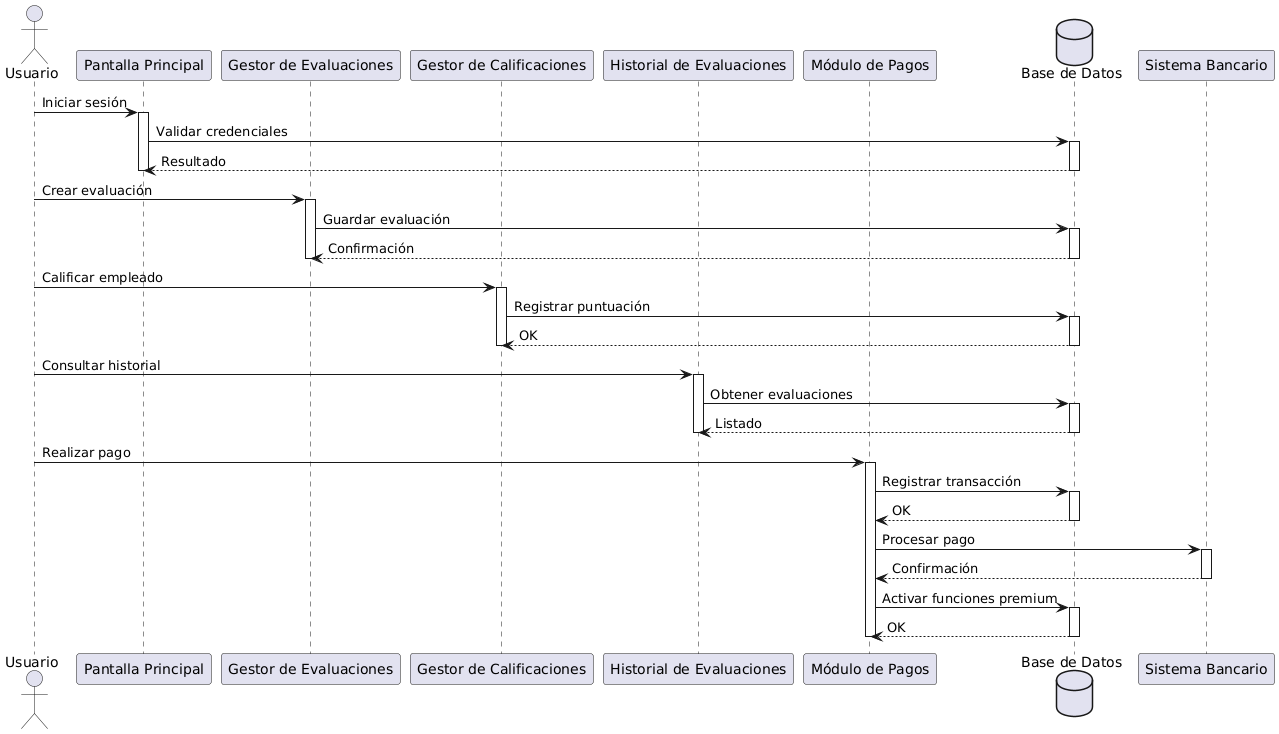 Usuario
Pantalla Principal
Gestor de Evaluaciones
Gestor de Calificaciones
Historial de Evaluaciones
Módulo de Pagos
Base de Datos
Sistema Bancario
Iniciar sesión
Validar credenciales
Resultado
Crear evaluación
Guardar evaluación
Confirmación
Calificar empleado
Registrar puntuación
OK
Consultar historial
Obtener evaluaciones
Listado
Realizar pago
Registrar transacción
OK
Procesar pago
Confirmación
Activar funciones premium
OK
Usuario
Pantalla Principal
Gestor de Evaluaciones
Gestor de Calificaciones
Historial de Evaluaciones
Módulo de Pagos
Base de Datos
Sistema Bancario